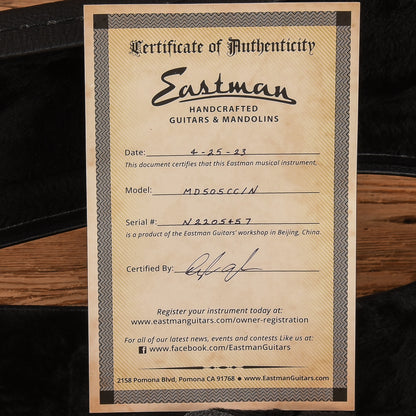 Certificate of Authenticity
Eastman
HANDCRAFTED
GUITARS & MANDOLINS
Date: 4-25-23
This document certifies that this Eastman musical instrument,
Model: MD505CC/N
Serial #: N2205457
is a product of the Eastman Guitars' workshop in Beijing, China.
Certified By:
Register your instrument today at:
www.eastmanguitars.com/owner-registration
For all of our latest news, events and contests Like us at:
www.facebook.com/EastmanGuitars
2158 Pomona Blvd, Pomona CA 91768 • www.EastmanGuitars.com